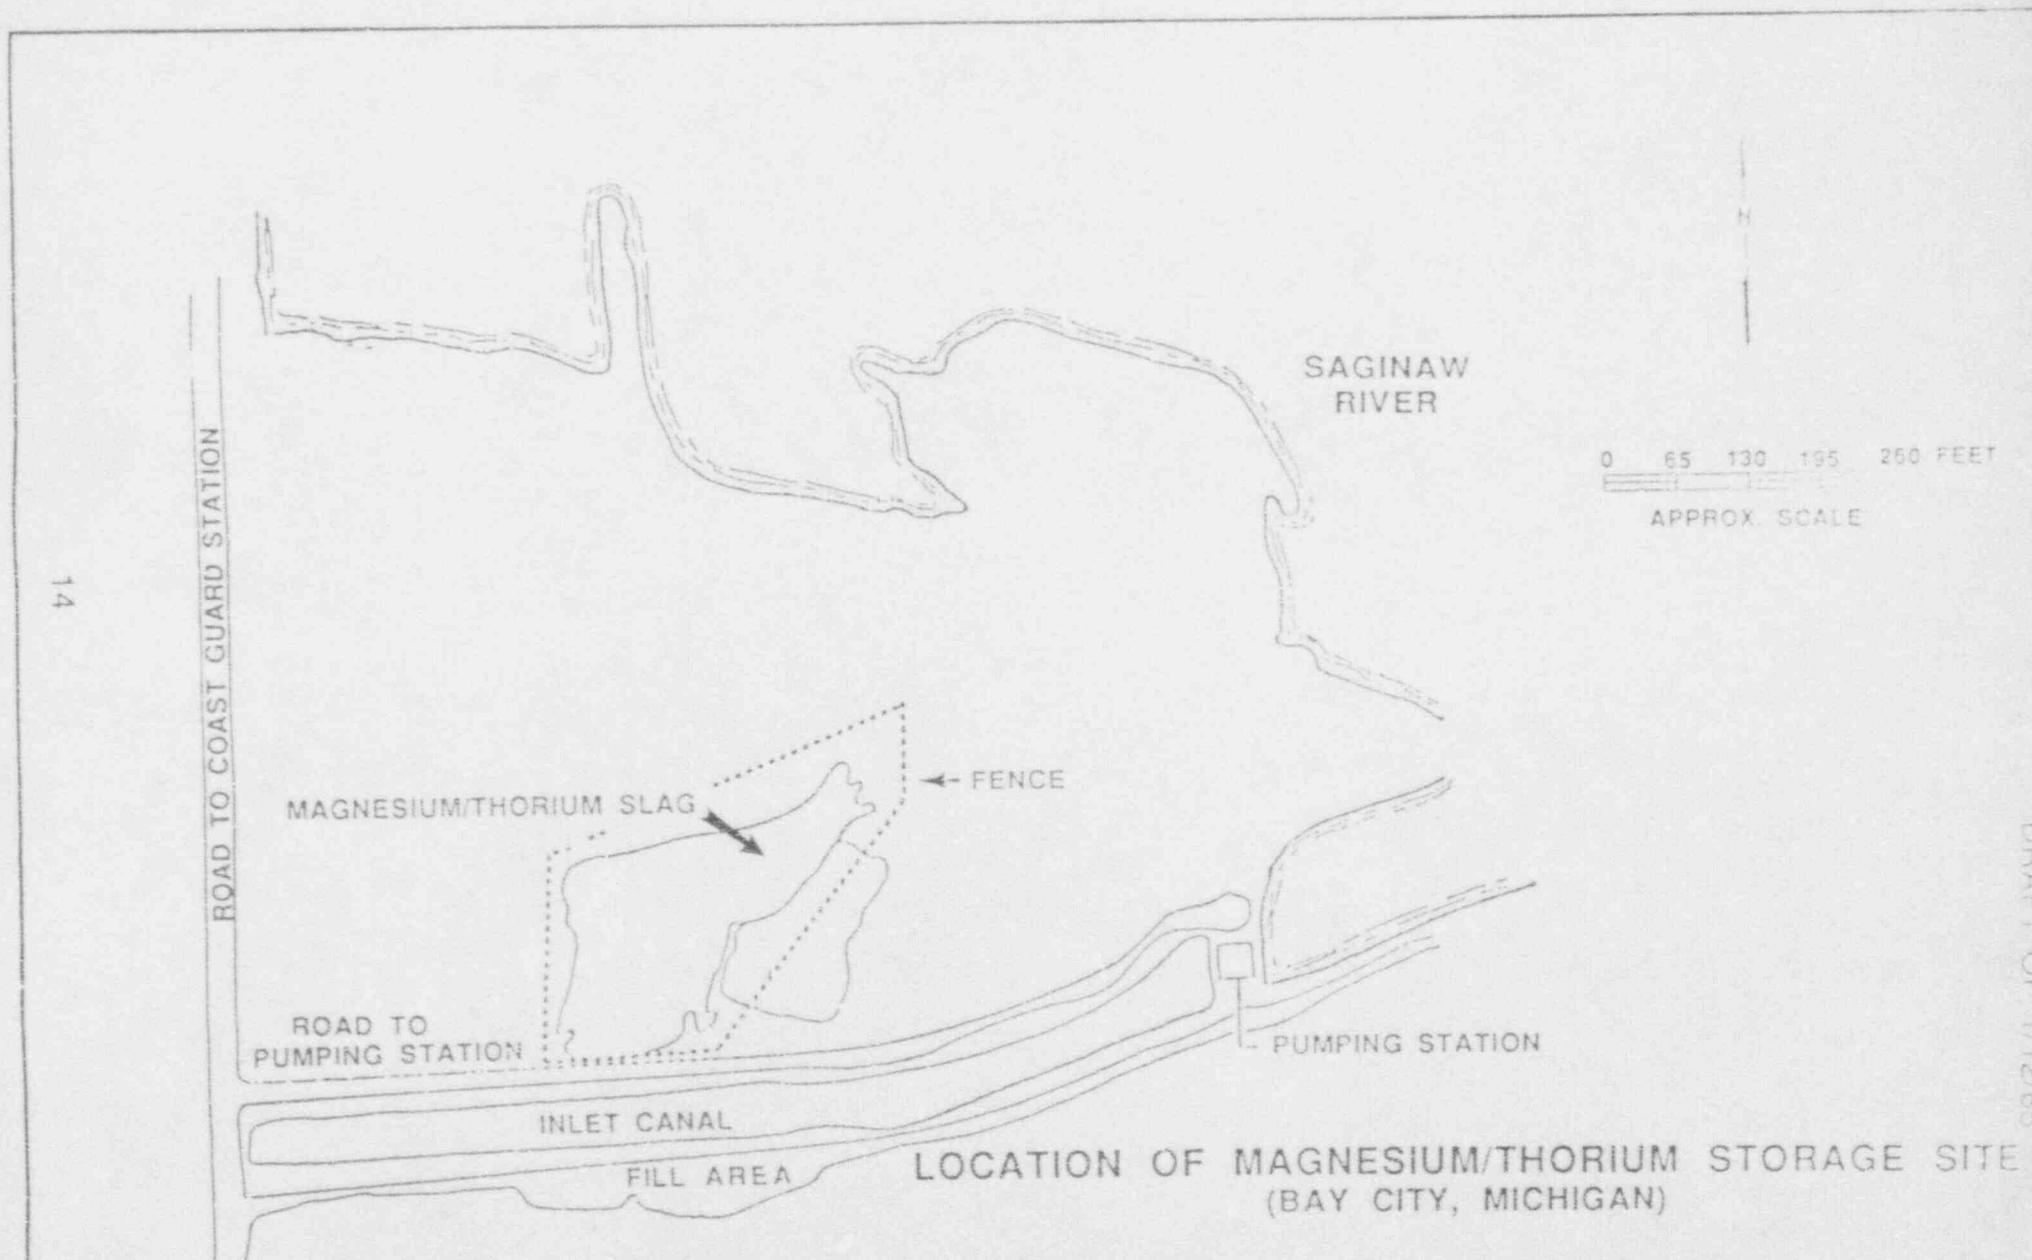 N
SAGINAW
RIVER
0 65 130 195 260 FEET
APPROX. SCALE
ROAD TO COAST GUARD STATION
14
FENCE
MAGNESIUM/THORIUM SLAG
ROAD TO
PUMPING STATION
PUMPING STATION
INLET CANAL
FILL AREA
LOCATION OF MAGNESIUM/THORIUM STORAGE SITE
(BAY CITY, MICHIGAN)